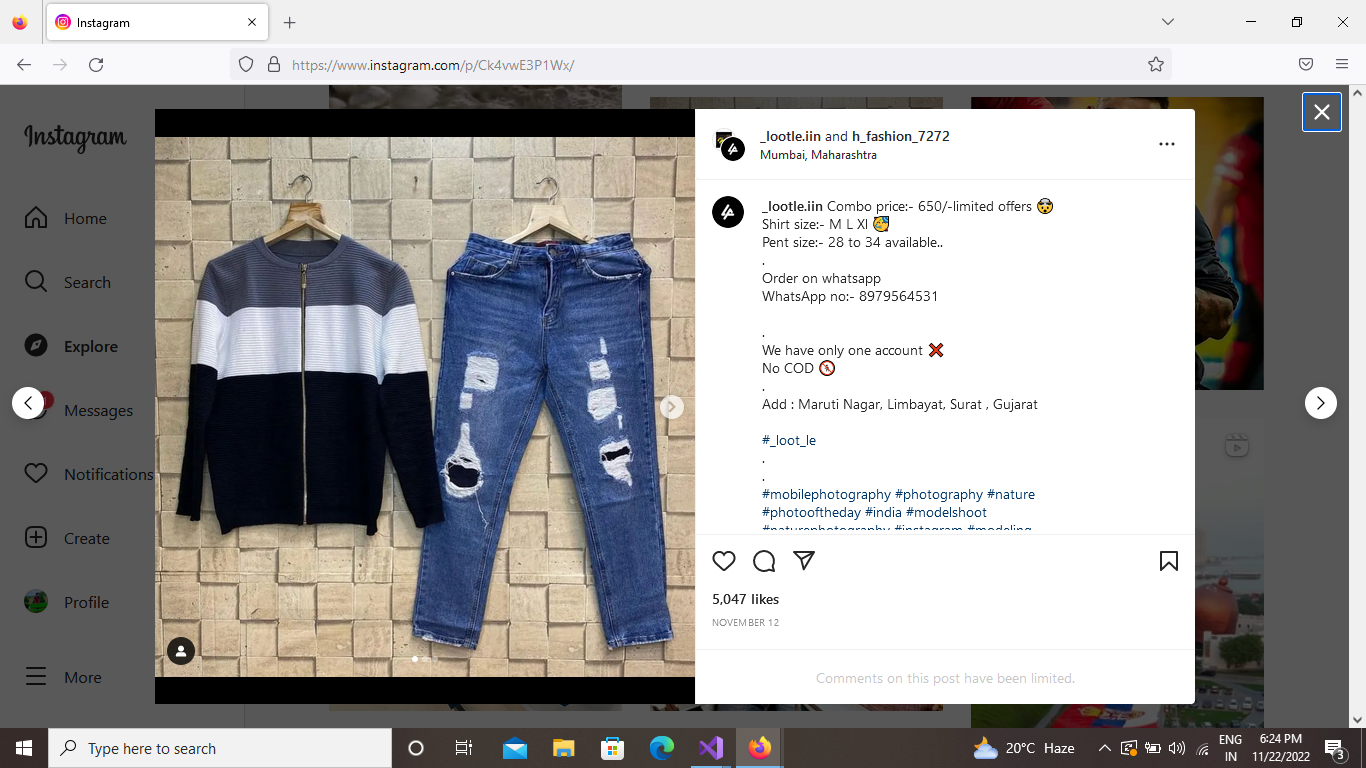 Instagram
https://www.instagram.com/p/Ck4vwE3P1Wx/
Instagram
Home
Search
Explore
Messages
Notifications
Create
Profile
More
_lootle.iin and h_fashion_7272
Mumbai, Maharashtra
_lootle.iin Combo price:- 650/-limited offers 🤯
Shirt size:- M L Xl 🥳
Pent size:- 28 to 34 available..
.
Order on whatsapp
WhatsApp no:- 8979564531
.
We have only one account ❌
No COD 🚯
.
Add : Maruti Nagar, Limbayat, Surat , Gujarat
#_loot_le
.
.
#mobilephotography #photography #nature
#photooftheday #india #modelshoot
#naturephotography #instagram #modeling
5,047 likes
NOVEMBER 12
Comments on this post have been limited.
Type here to search
20°C Haze
ENG
IN
6:24 PM
11/22/2022
3